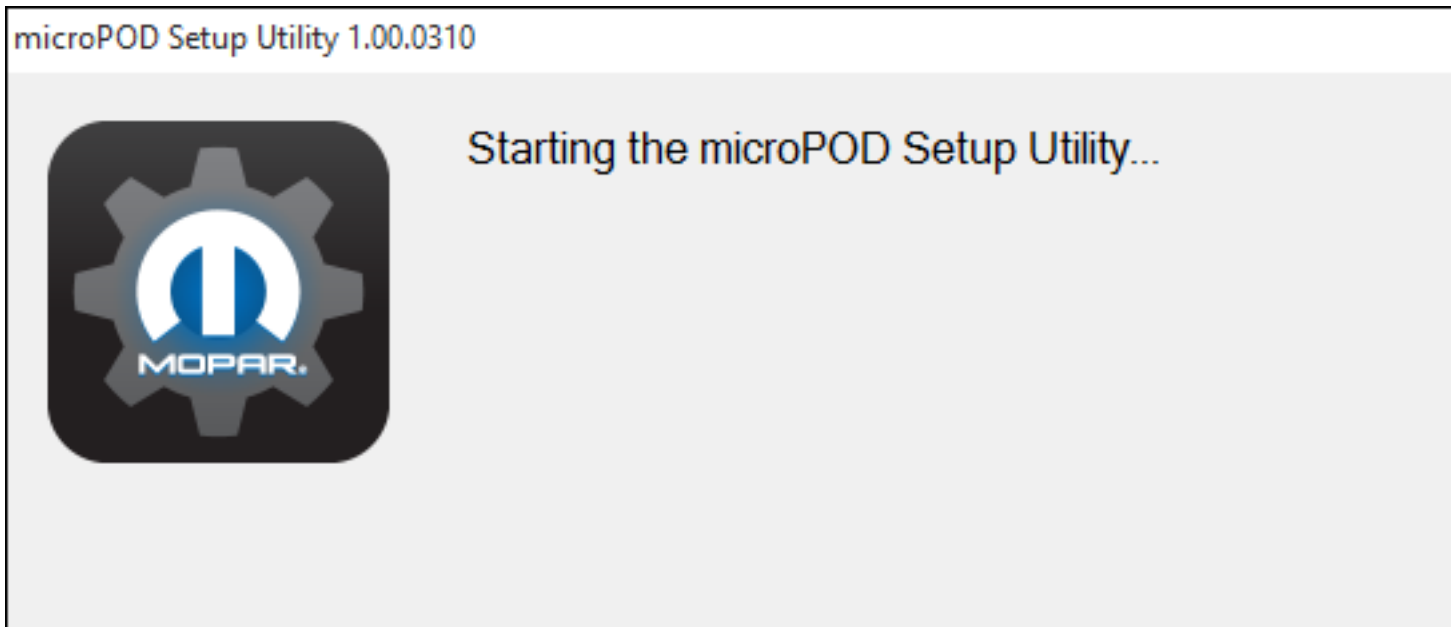 microPOD Setup Utility 1.00.0310
Starting the microPOD Setup Utility...
MOPAR.